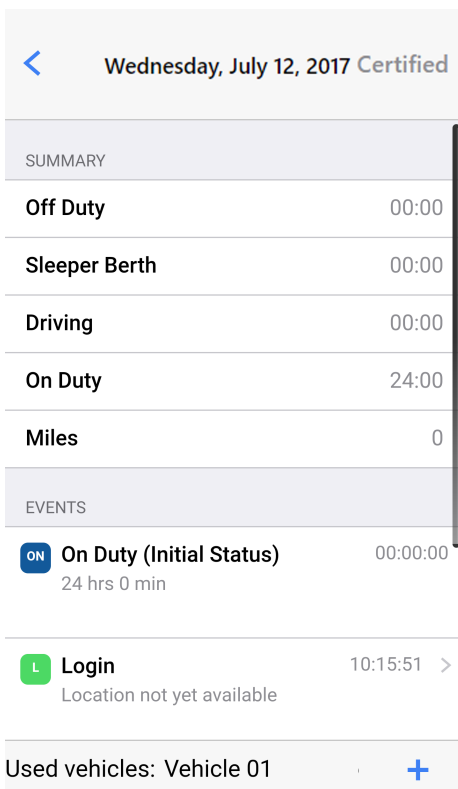 Wednesday, July 12, 2017 Certified
SUMMARY
Off Duty 00:00
Sleeper Berth 00:00
Driving 00:00
On Duty 24:00
Miles 0
EVENTS
ON On Duty (Initial Status) 00:00:00
24 hrs 0 min
L Login 10:15:51
Location not yet available
Used vehicles: Vehicle 01 +